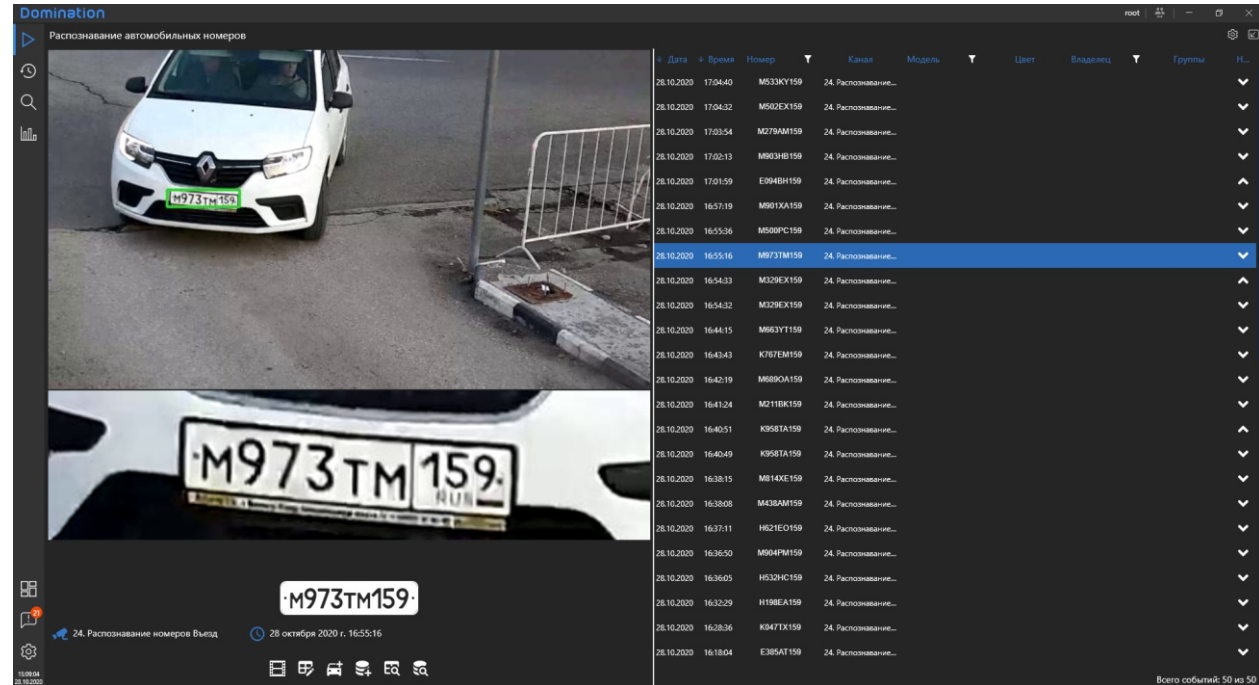 Domination
root
Распознавание автомобильных номеров
Дата Время Номер Канал Модель Цвет Владелец Группы Н...
28.10.2020 17:04:40 M533KY159 24. Распознавание...
28.10.2020 17:04:32 M502EX159 24. Распознавание...
28.10.2020 17:03:54 M279AM159 24. Распознавание...
28.10.2020 17:02:13 M903HB159 24. Распознавание...
28.10.2020 17:01:59 E094BH159 24. Распознавание...
28.10.2020 16:57:19 M901XA159 24. Распознавание...
28.10.2020 16:55:36 M500PC159 24. Распознавание...
28.10.2020 16:55:16 M973TM159 24. Распознавание...
28.10.2020 16:54:33 M329EX159 24. Распознавание...
28.10.2020 16:54:32 M329EX159 24. Распознавание...
28.10.2020 16:44:15 M663YT159 24. Распознавание...
28.10.2020 16:43:43 K767EM159 24. Распознавание...
28.10.2020 16:42:19 M689OA159 24. Распознавание...
28.10.2020 16:41:24 M211BK159 24. Распознавание...
28.10.2020 16:40:51 K958TA159 24. Распознавание...
28.10.2020 16:40:49 K958TA159 24. Распознавание...
28.10.2020 16:38:15 M814XE159 24. Распознавание...
28.10.2020 16:38:08 M438AM159 24. Распознавание...
28.10.2020 16:37:11 H621EO159 24. Распознавание...
28.10.2020 16:36:50 M904PM159 24. Распознавание...
28.10.2020 16:36:05 H532HC159 24. Распознавание...
28.10.2020 16:32:29 H198EA159 24. Распознавание...
28.10.2020 16:28:36 K047TX159 24. Распознавание...
28.10.2020 16:18:04 E385AT159 24. Распознавание...
Всего событий: 50 из 50
М973ТМ 159
М973ТМ 159
RUS
М973ТМ159
24. Распознавание номеров Въезд
28 октября 2020 г. 16:55:16
21
13:09:04
28.10.2020